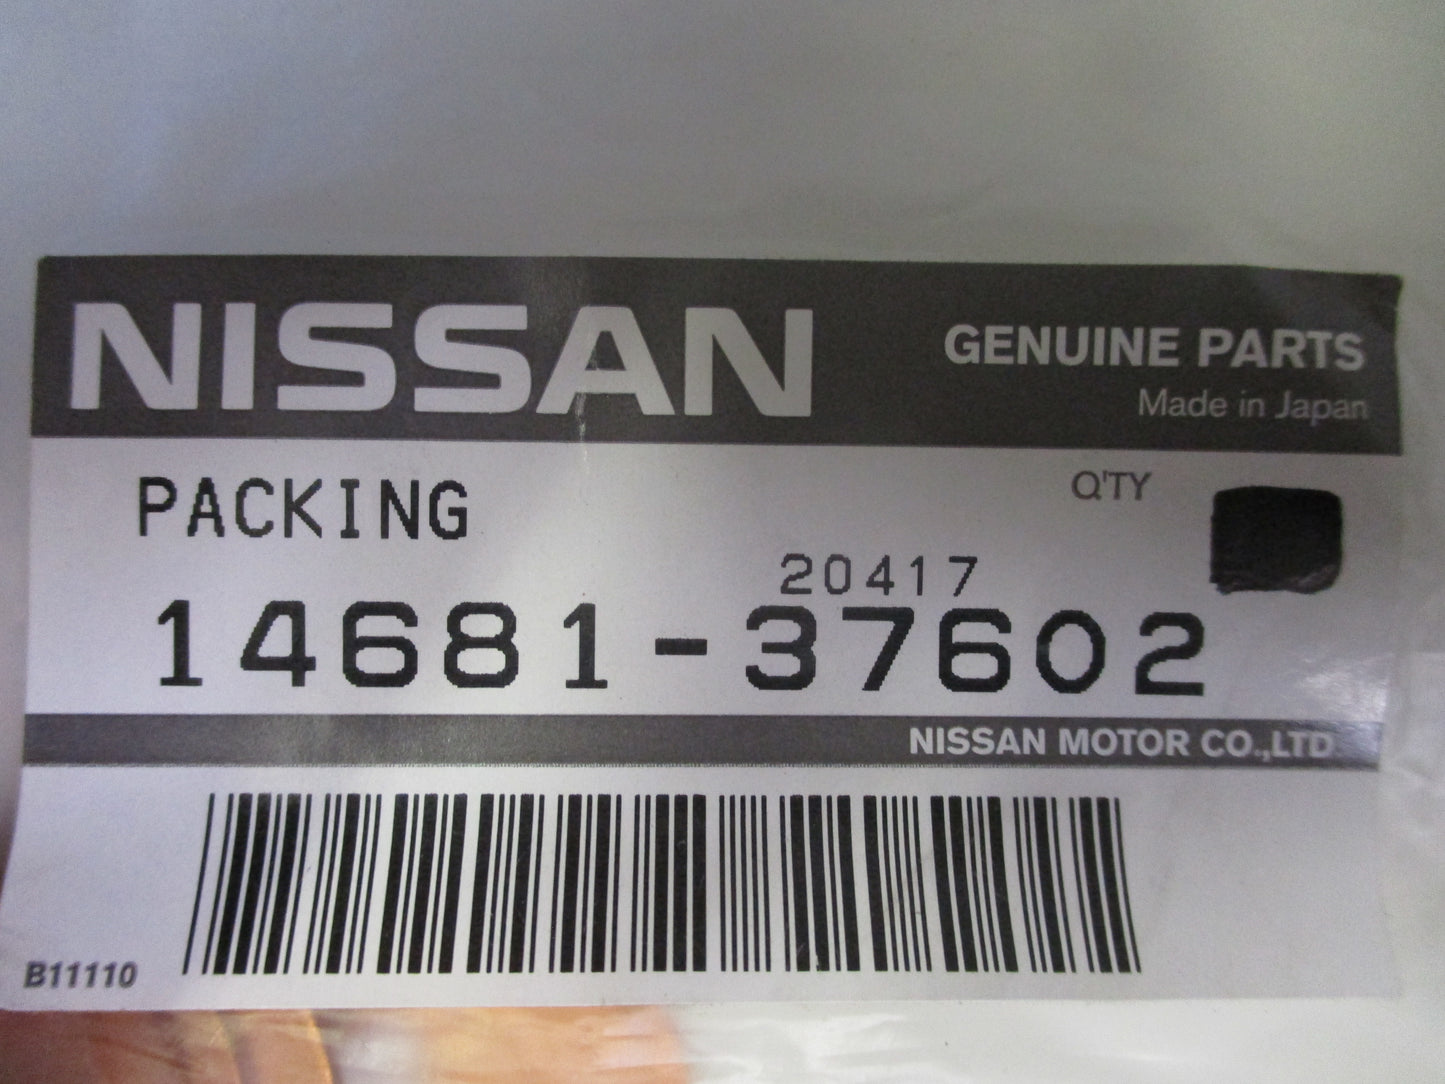 NISSAN
GENUINE PARTS
Made in Japan
PACKING
Q'TY
20417
14681-37602
NISSAN MOTOR CO.,LTD.
B11110